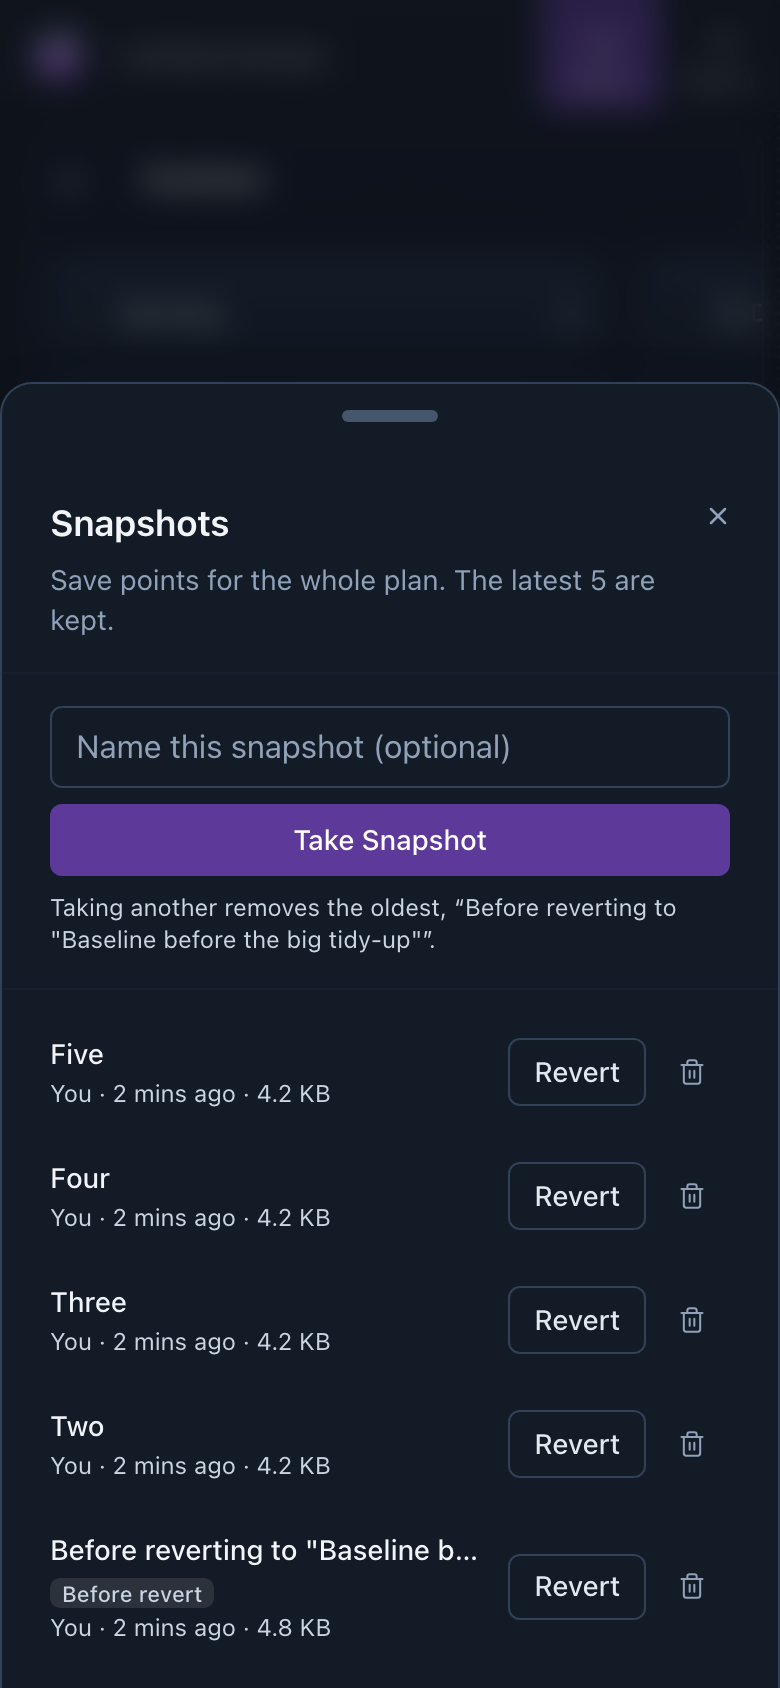 Snapshots
Save points for the whole plan. The latest 5 are
kept.
Name this snapshot (optional)
Take Snapshot
Taking another removes the oldest, “Before reverting to
"Baseline before the big tidy-up"”.
Five
You · 2 mins ago · 4.2 KB
Revert
Four
You · 2 mins ago · 4.2 KB
Revert
Three
You · 2 mins ago · 4.2 KB
Revert
Two
You · 2 mins ago · 4.2 KB
Revert
Before reverting to "Baseline b...
Before revert
You · 2 mins ago · 4.8 KB
Revert